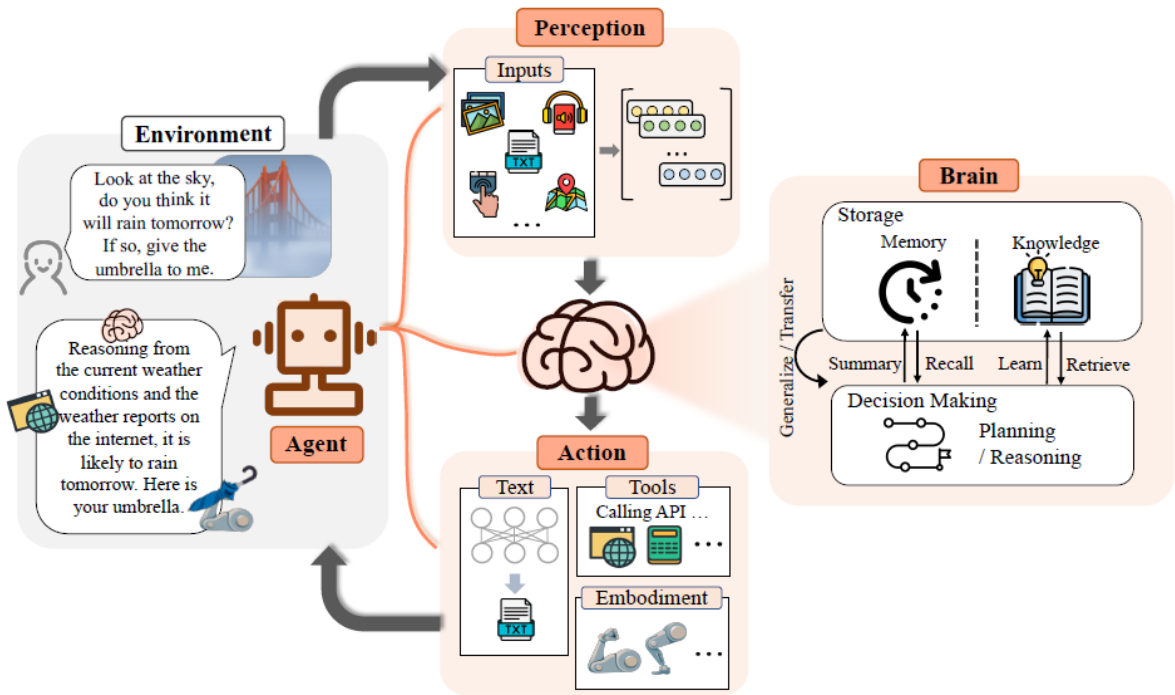 Environment
Look at the sky,
do you think it
will rain tomorrow?
If so, give the
umbrella to me.
Reasoning from
the current weather
conditions and the
weather reports on
the internet, it is
likely to rain
tomorrow. Here is
your umbrella.
Agent
Perception
Inputs
TXT
...
...
Brain
Storage
Memory
Knowledge
Generalize / Transfer
Summary
Recall
Learn
Retrieve
Decision Making
Planning
/ Reasoning
Action
Text
TXT
Tools
Calling API ...
...
Embodiment
...